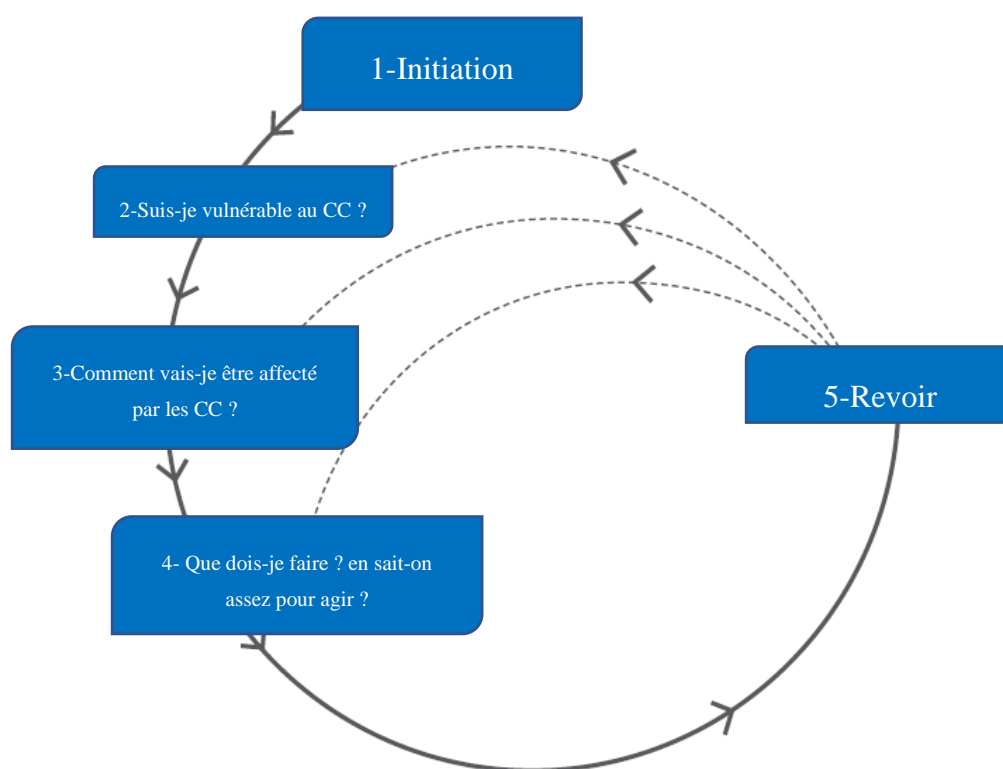 1-Initiation
2-Suis-je vulnérable au CC ?
3-Comment vais-je être affecté
par les CC ?
4- Que dois-je faire ? en sait-on
assez pour agir ?
5-Revoir